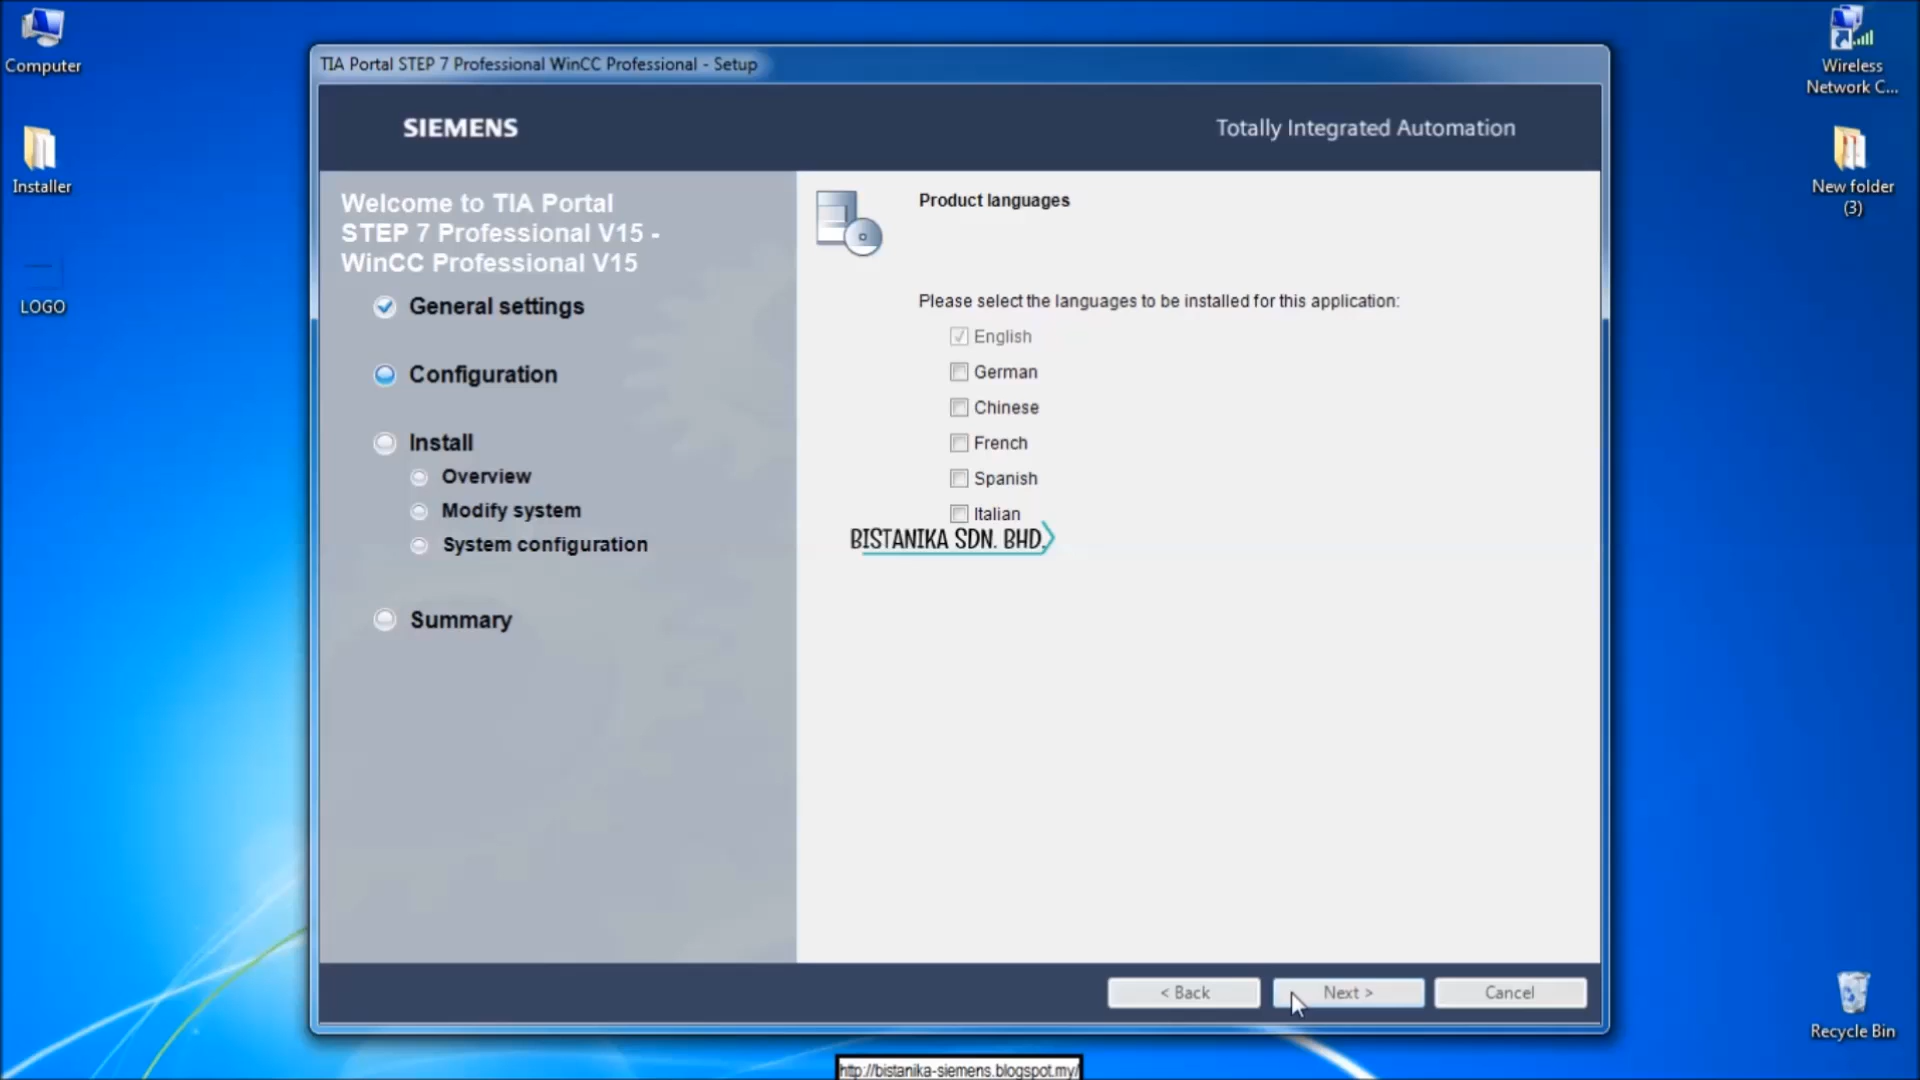 Computer
Installer
LOGO
TIA Portal STEP 7 Professional WinCC Professional - Setup
SIEMENS
Totally Integrated Automation
Welcome to TIA Portal
STEP 7 Professional V15 -
WinCC Professional V15
General settings
Configuration
Install
Overview
Modify system
System configuration
Summary
Product languages
Please select the languages to be installed for this application:
English
German
Chinese
French
Spanish
Italian
BISTANIKA SDN. BHD.
< Back
Next >
Cancel
Wireless
Network C...
New folder
(3)
Recycle Bin
http://bistanika-siemens.blogspot.my/